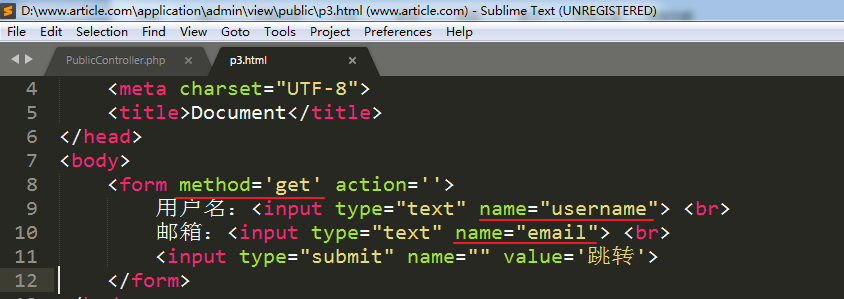 D:\www.article.com\application\admin\view\public\p3.html (www.article.com) - Sublime Text (UNREGISTERED)
File Edit Selection Find View Goto Tools Project Preferences Help
PublicController.php × p3.html ×
4 <meta charset="UTF-8">
5 <title>Document</title>
6 </head>
7 <body>
8 <form method='get' action=''>
9 用户名：<input type="text" name="username"> <br>
10 邮箱：<input type="text" name="email"> <br>
11 <input type="submit" name="" value='跳转'>
12 </form>